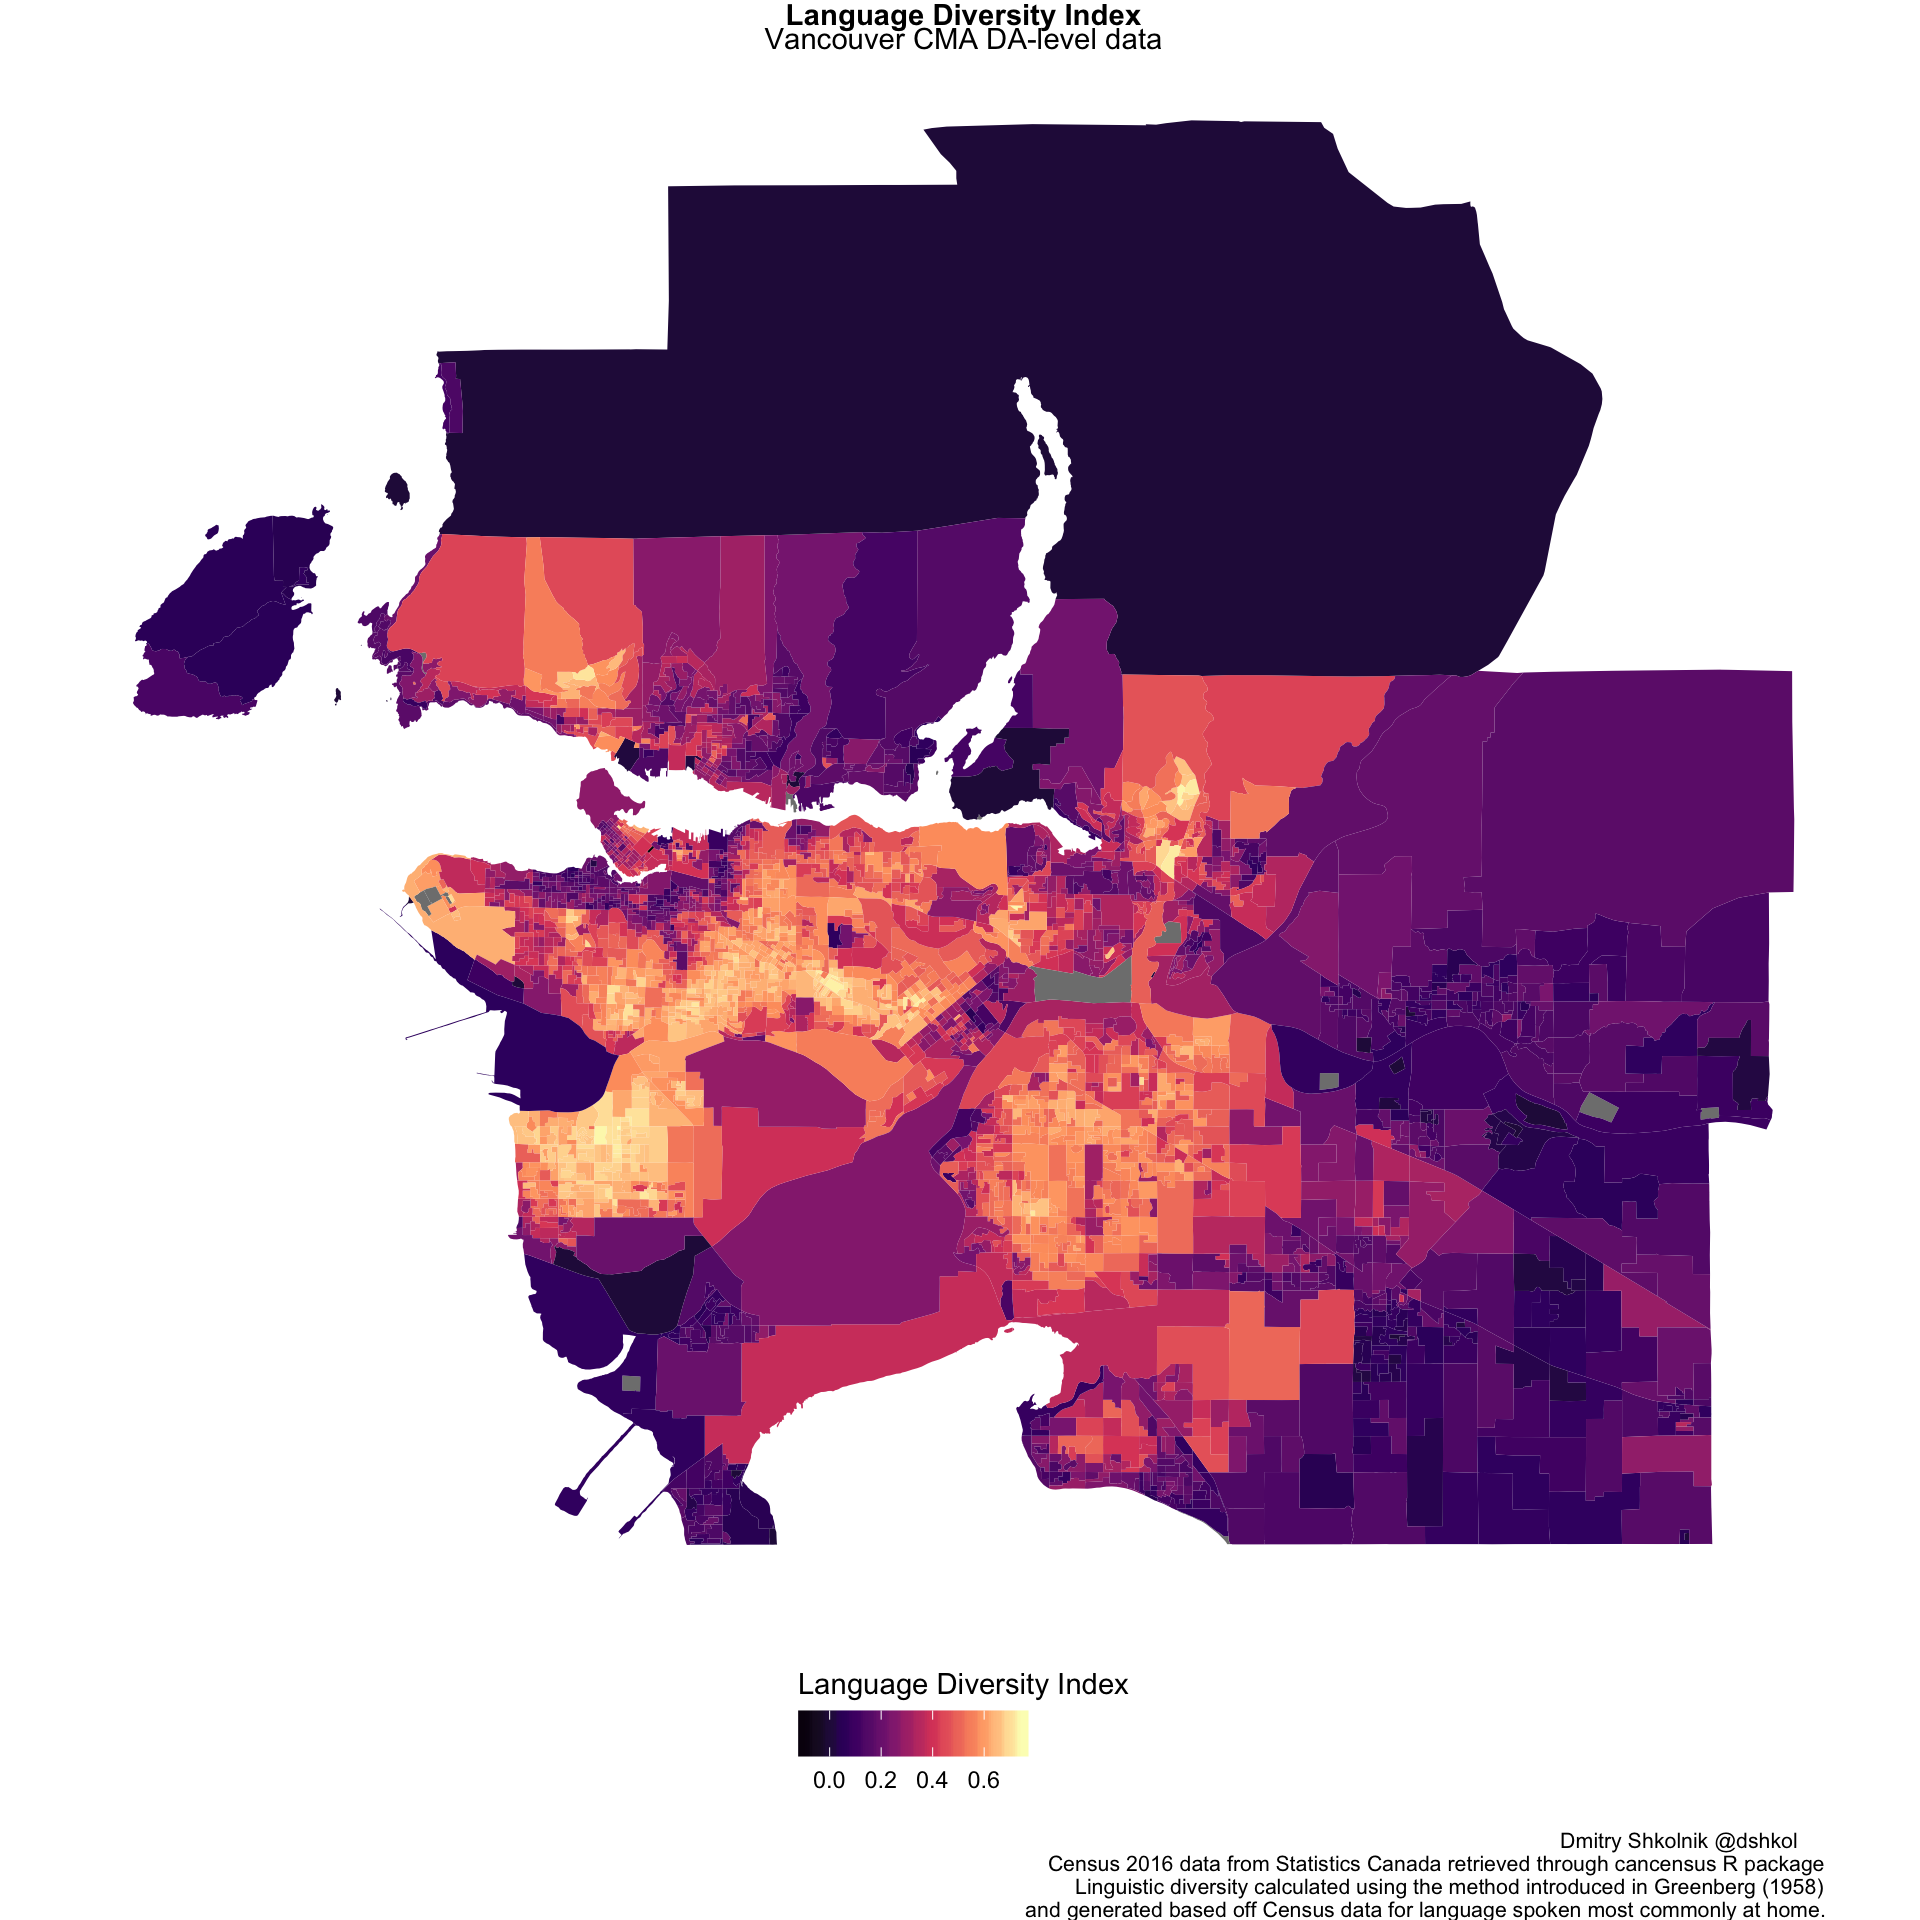 Language Diversity Index
Vancouver CMA DA-level data
Language Diversity Index
0.0 0.2 0.4 0.6
Dmitry Shkolnik @dshkol
Census 2016 data from Statistics Canada retrieved through cancensus R package
Linguistic diversity calculated using the method introduced in Greenberg (1958)
and generated based off Census data for language spoken most commonly at home.